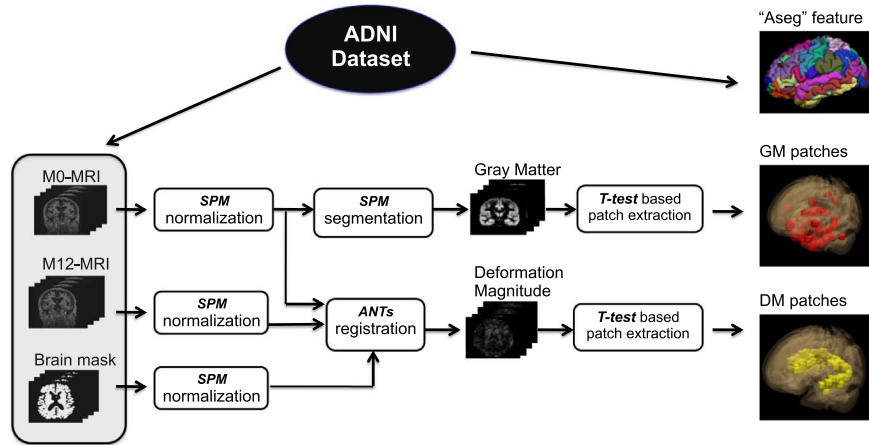 ADNI
Dataset
“Aseg” feature
M0-MRI
SPM
normalization
SPM
segmentation
Gray Matter
T-test based
patch extraction
GM patches
M12-MRI
SPM
normalization
ANTs
registration
Deformation
Magnitude
T-test based
patch extraction
DM patches
Brain mask
SPM
normalization